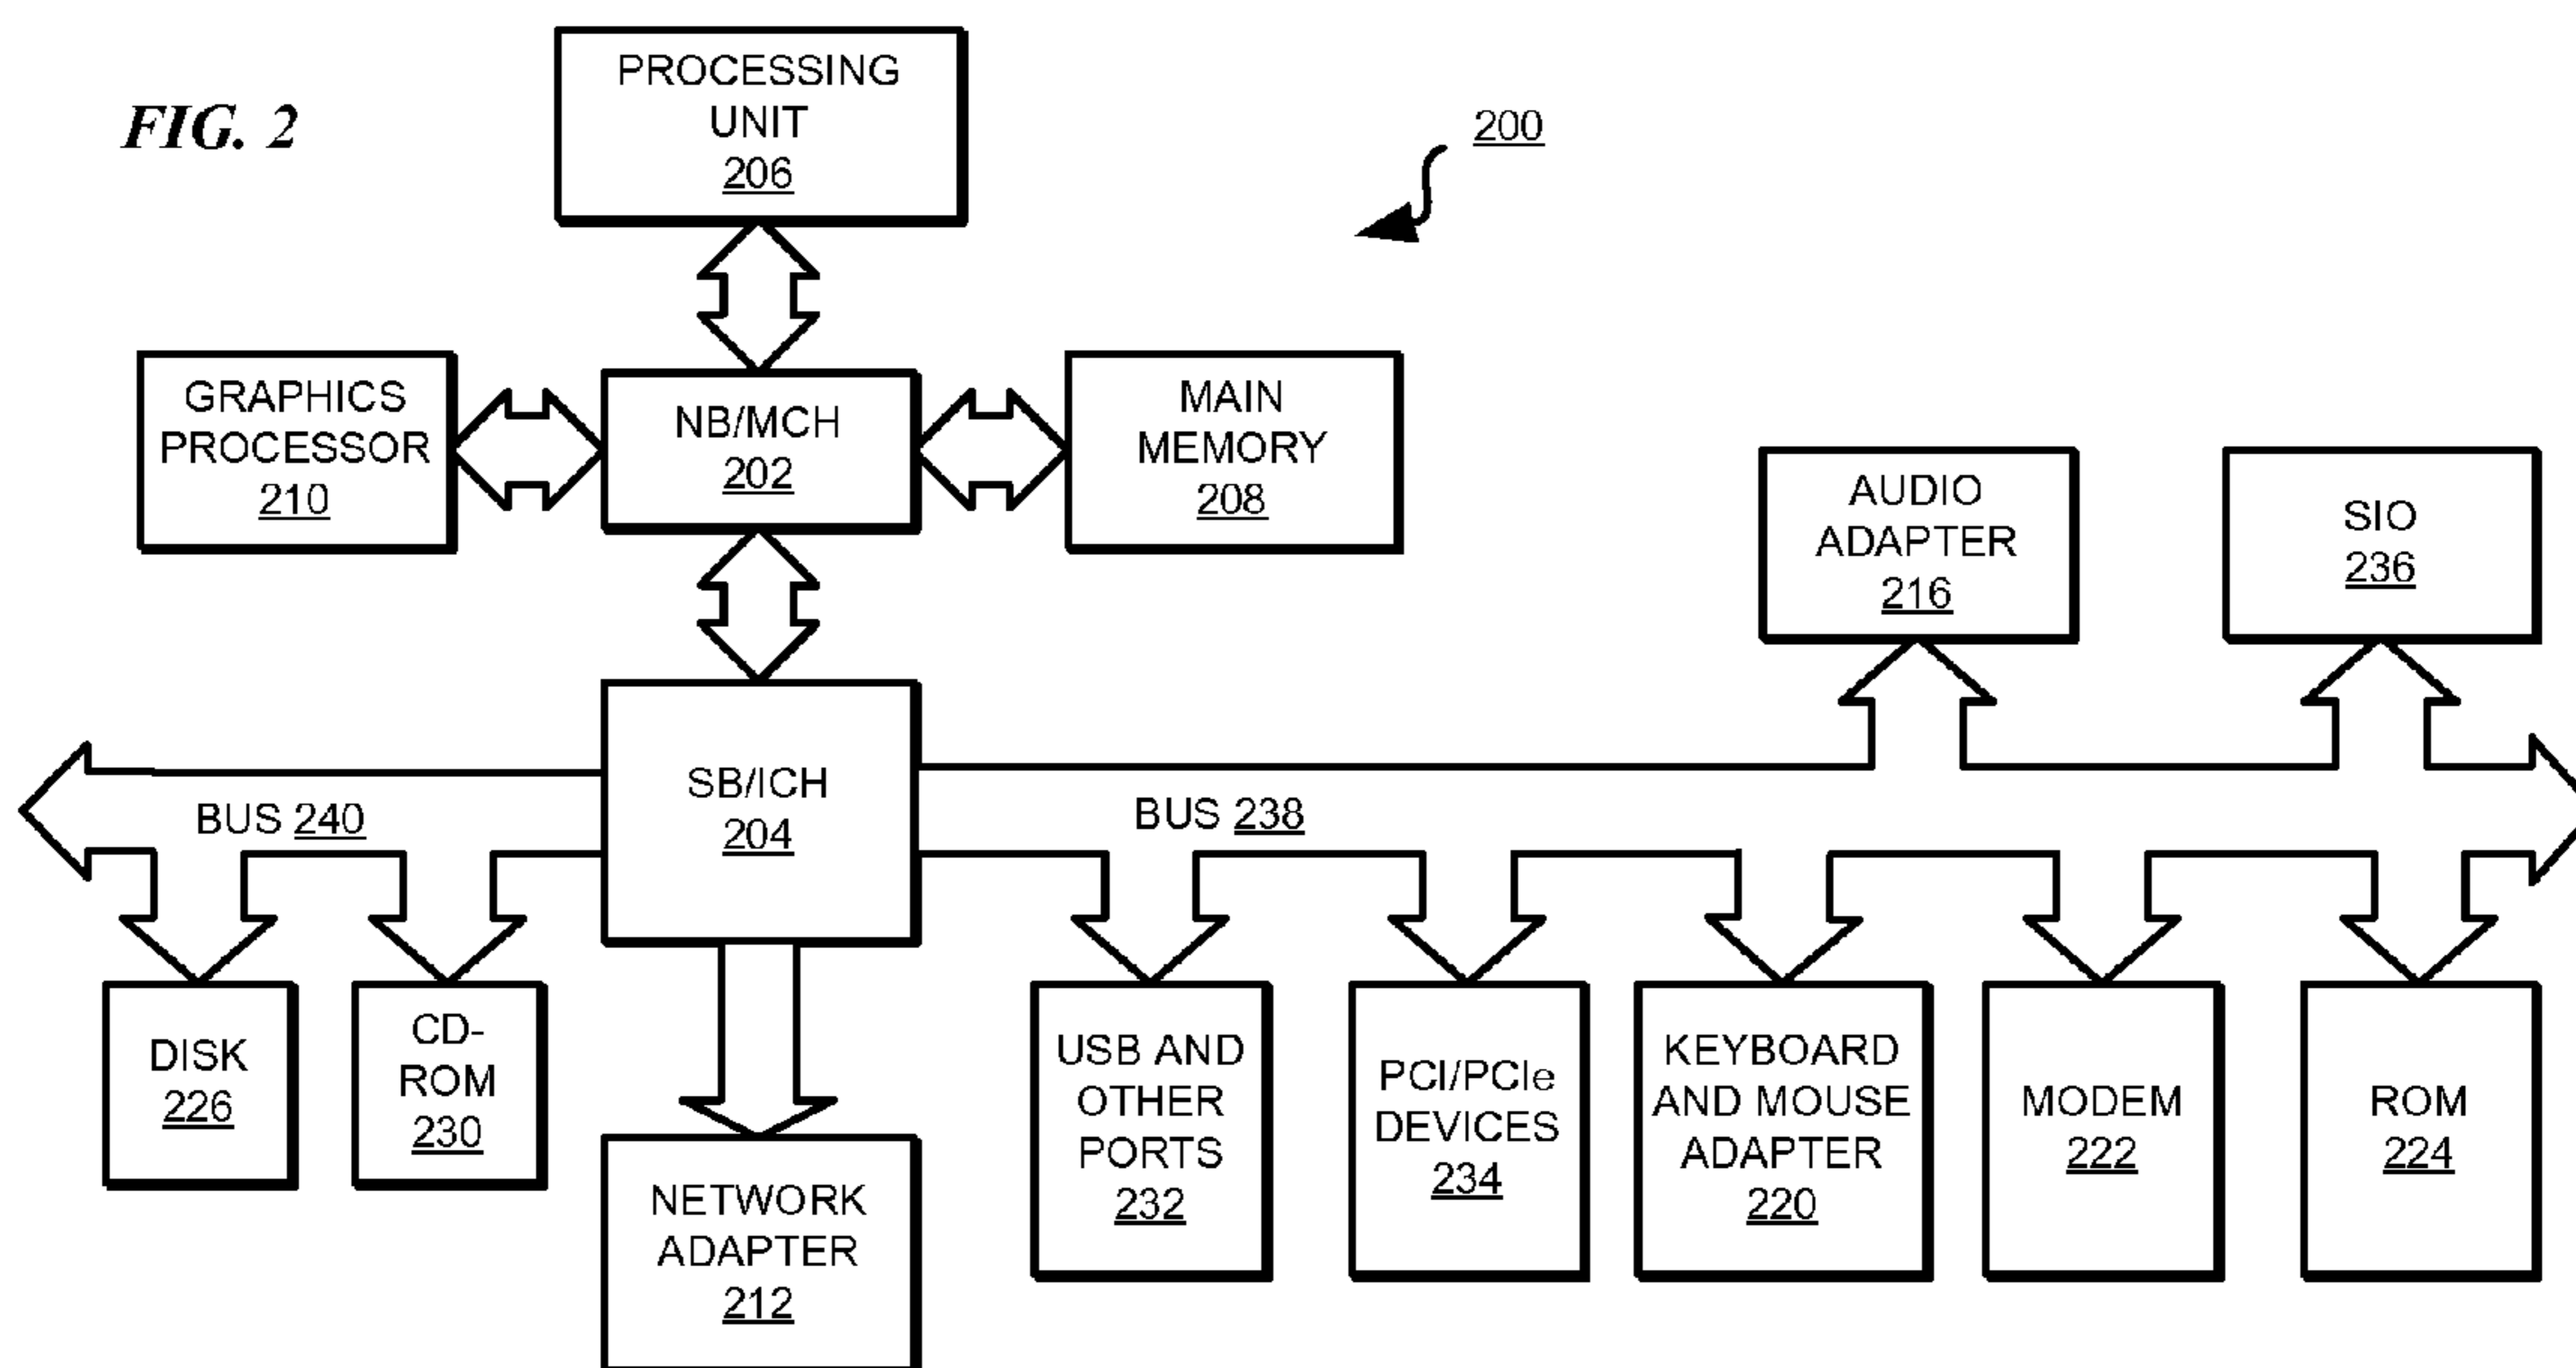 FIG. 2
PROCESSING
UNIT
206
200
GRAPHICS
PROCESSOR
210
NB/MCH
202
MAIN
MEMORY
208
AUDIO
ADAPTER
216
SIO
236
SB/ICH
204
BUS 240
BUS 238
DISK
226
CD-
ROM
230
NETWORK
ADAPTER
212
USB AND
OTHER
PORTS
232
PCI/PCIe
DEVICES
234
KEYBOARD
AND MOUSE
ADAPTER
220
MODEM
222
ROM
224